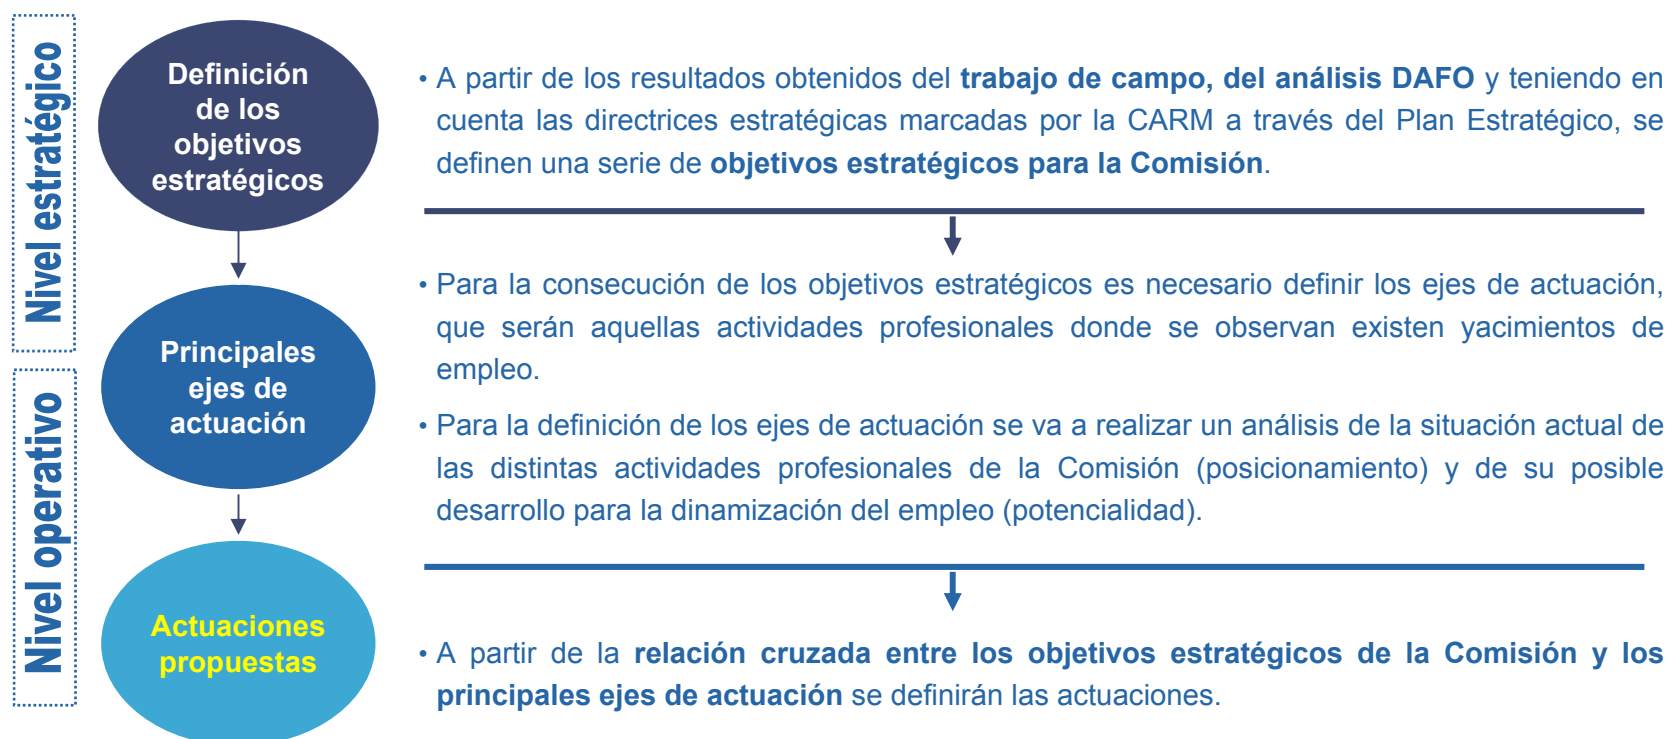 Nivel estratégico
Definición
de los
objetivos
estratégicos
• A partir de los resultados obtenidos del trabajo de campo, del análisis DAFO y teniendo en
cuenta las directrices estratégicas marcadas por la CARM a través del Plan Estratégico, se
definen una serie de objetivos estratégicos para la Comisión.
Principales
ejes de
actuación
• Para la consecución de los objetivos estratégicos es necesario definir los ejes de actuación,
que serán aquellas actividades profesionales donde se observan existen yacimientos de
empleo.
• Para la definición de los ejes de actuación se va a realizar un análisis de la situación actual de
las distintas actividades profesionales de la Comisión (posicionamiento) y de su posible
desarrollo para la dinamización del empleo (potencialidad).
Nivel operativo
Actuaciones
propuestas
• A partir de la relación cruzada entre los objetivos estratégicos de la Comisión y los
principales ejes de actuación se definirán las actuaciones.